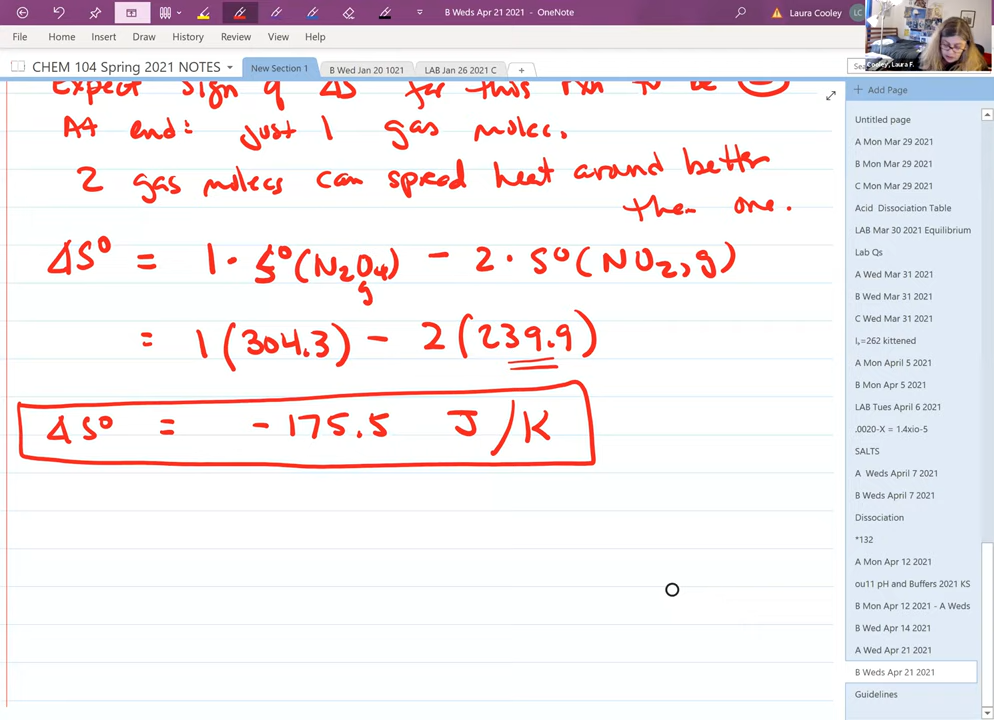 B Weds Apr 21 2021 - OneNote
Laura Cooley
LC
File Home Insert Draw History Review View Help
Cooley, Laura F.
CHEM 104 Spring 2021 NOTES
New Section 1
B Wed Jan 20 1021
LAB Jan 26 2021 C
+
Expect sign of ΔS for this rxn to be ⊖
At end: just 1 gas molec.
2 gas molecs can spread heat around better
than one.
ΔS° = 1 · S°(N2O4, g) - 2 · S°(NO2, g)
= 1(304.3) - 2(239.9)
ΔS° = -175.5 J/K
+ Add Page
Untitled page
A Mon Mar 29 2021
B Mon Mar 29 2021
C Mon Mar 29 2021
Acid Dissociation Table
LAB Mar 30 2021 Equilibrium
Lab Qs
A Wed Mar 31 2021
B Wed Mar 31 2021
C Wed Mar 31 2021
I,=262 kittened
A Mon April 5 2021
B Mon Apr 5 2021
LAB Tues April 6 2021
.0020-X = 1.4xio-5
SALTS
A Weds April 7 2021
B Weds April 7 2021
Dissociation
*132
A Mon Apr 12 2021
ou11 pH and Buffers 2021 KS
B Mon Apr 12 2021 - A Weds
B Wed Apr 14 2021
A Wed Apr 21 2021
B Weds Apr 21 2021
Guidelines